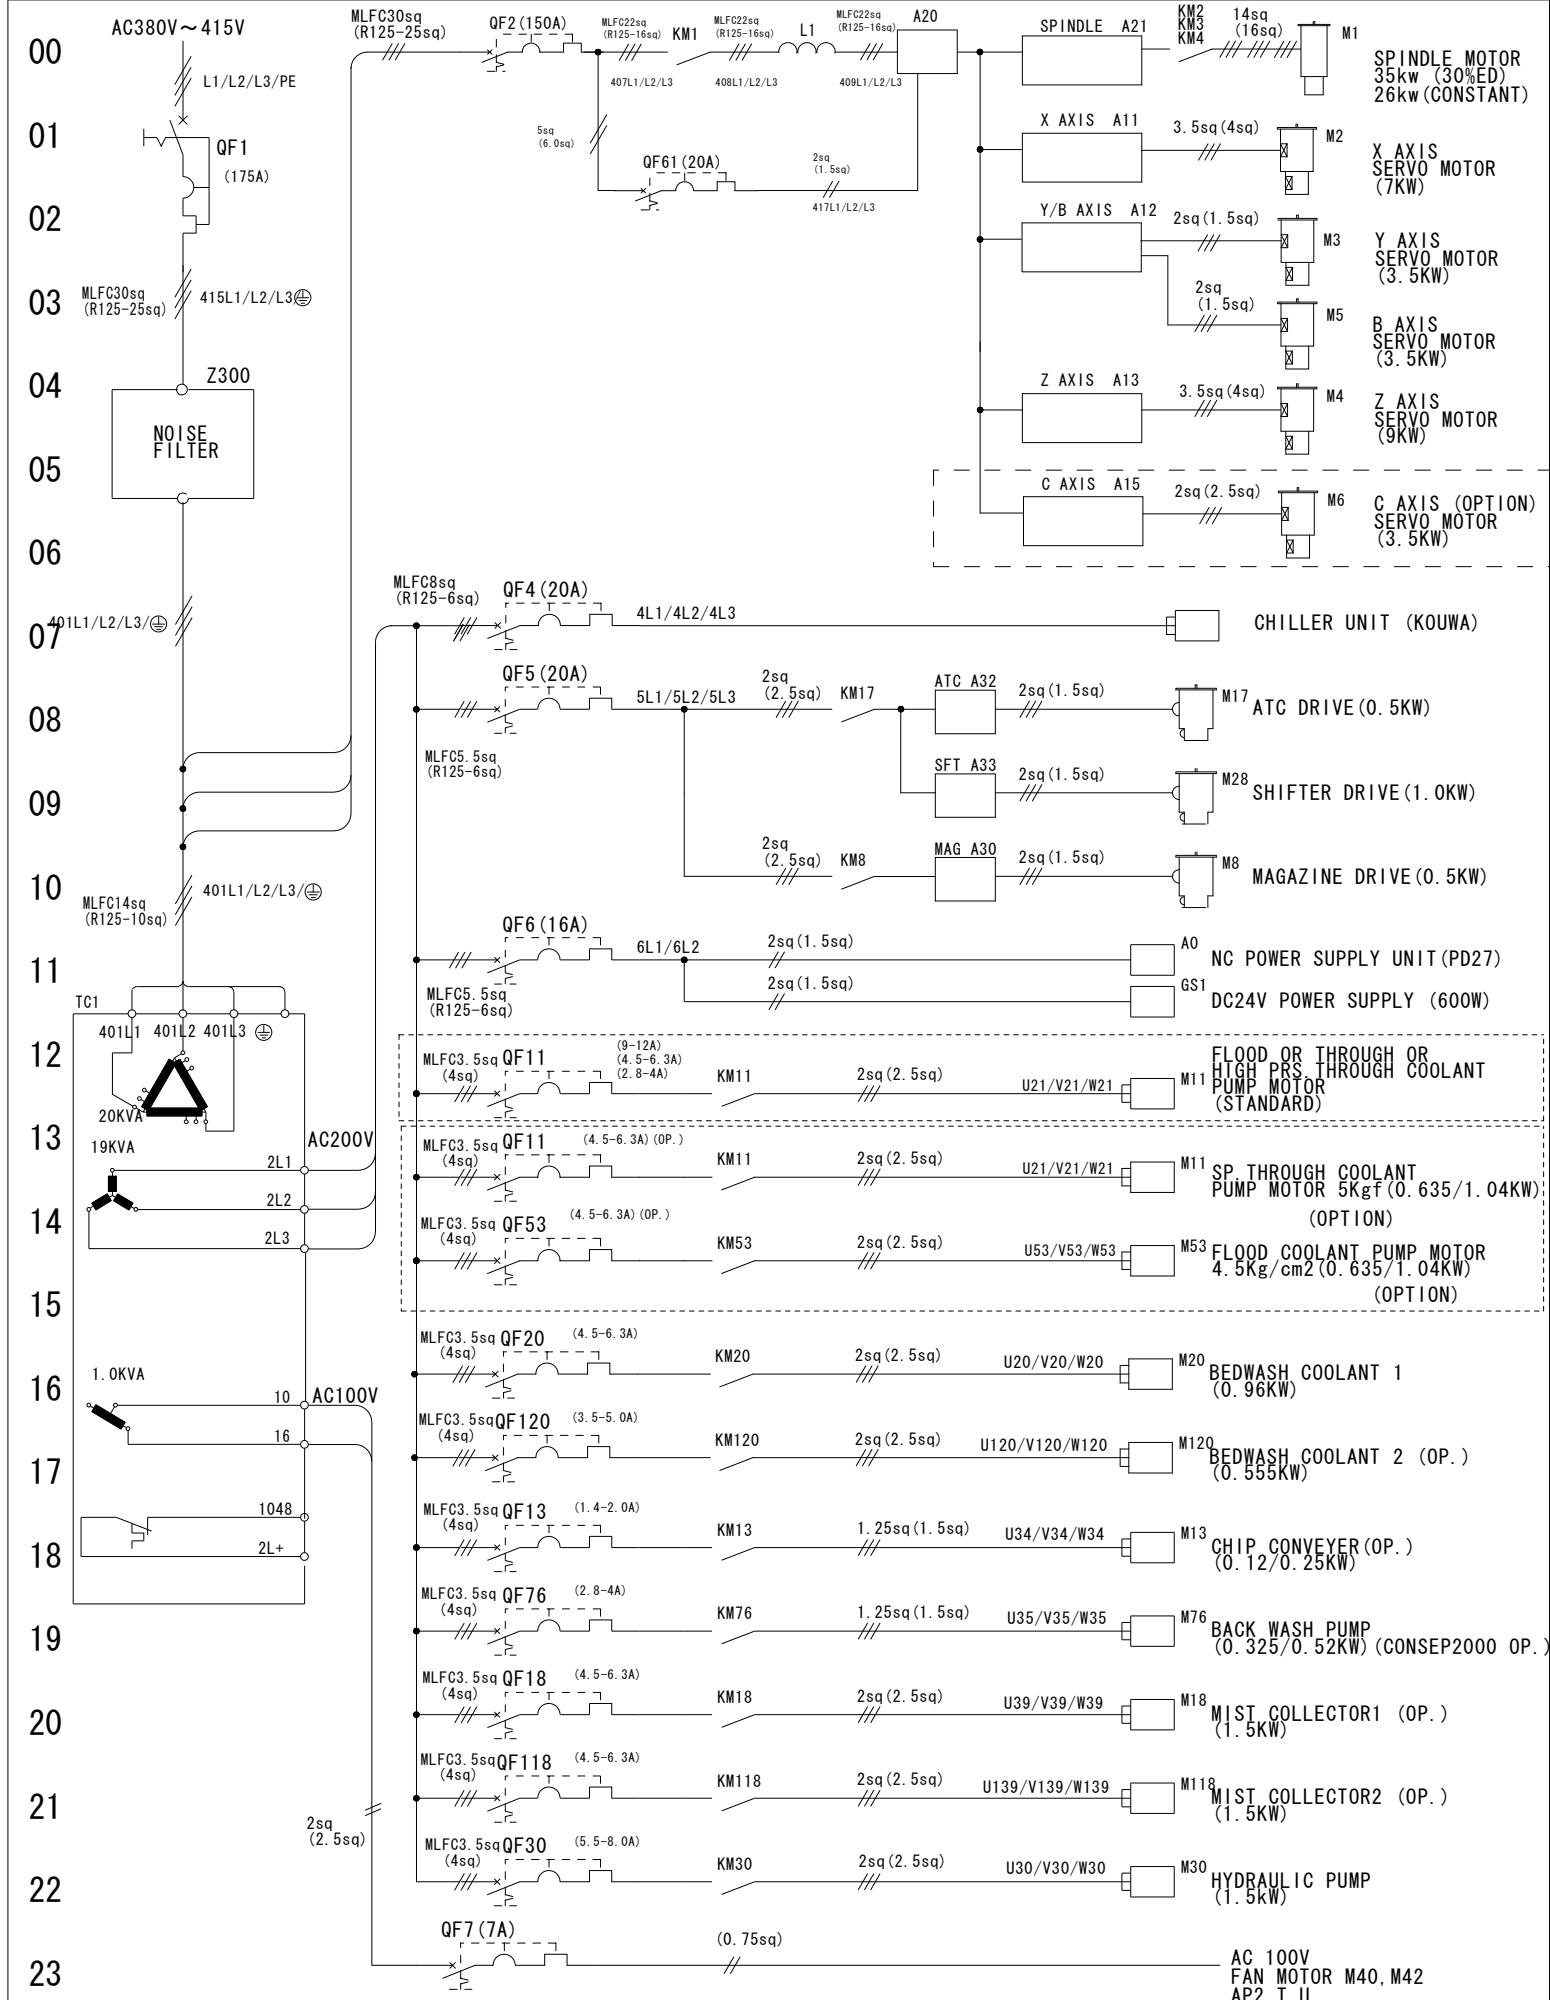 00
AC380V～415V
L1/L2/L3/PE
MLFC30sq
(R125-25sq)
QF2(150A)
MLFC22sq
(R125-16sq)
407L1/L2/L3
KM1
MLFC22sq
(R125-16sq)
408L1/L2/L3
L1
MLFC22sq
(R125-16sq)
409L1/L2/L3
A20
SPINDLE A21
KM2
KM3
KM4
14sq
(16sq)
M1
SPINDLE MOTOR
35kw (30%ED)
26kw(CONSTANT)
01
QF1
(175A)
5sq
(6.0sq)
QF61(20A)
2sq
(1.5sq)
417L1/L2/L3
X AXIS A11
3.5sq(4sq)
M2
X AXIS
SERVO MOTOR
(7KW)
02
Y/B AXIS A12
2sq(1.5sq)
M3
Y AXIS
SERVO MOTOR
(3.5KW)
03
MLFC30sq
(R125-25sq)
415L1/L2/L3
2sq
(1.5sq)
M5
B AXIS
SERVO MOTOR
(3.5KW)
04
Z300
NOISE
FILTER
Z AXIS A13
3.5sq(4sq)
M4
Z AXIS
SERVO MOTOR
(9KW)
05
C AXIS A15
2sq(2.5sq)
M6
C AXIS (OPTION)
SERVO MOTOR
(3.5KW)
06
07
401L1/L2/L3/
MLFC8sq
(R125-6sq)
QF4(20A)
4L1/4L2/4L3
CHILLER UNIT (KOUWA)
08
QF5(20A)
MLFC5.5sq
(R125-6sq)
5L1/5L2/5L3
2sq
(2.5sq)
KM17
ATC A32
2sq(1.5sq)
M17
ATC DRIVE(0.5KW)
09
SFT A33
2sq(1.5sq)
M28
SHIFTER DRIVE(1.0KW)
10
MLFC14sq
(R125-10sq)
401L1/L2/L3/
2sq
(2.5sq)
KM8
MAG A30
2sq(1.5sq)
M8
MAGAZINE DRIVE(0.5KW)
11
QF6(16A)
MLFC5.5sq
(R125-6sq)
6L1/6L2
2sq(1.5sq)
A0
NC POWER SUPPLY UNIT(PD27)
2sq(1.5sq)
GS1
DC24V POWER SUPPLY (600W)
TC1
401L1 401L2 401L3
20KVA
12
MLFC3.5sq
(4sq)
QF11
(9-12A)
(4.5-6.3A)
(2.8-4A)
KM11
2sq(2.5sq)
U21/V21/W21
M11
FLOOD OR THROUGH OR
HIGH PRS.THROUGH COOLANT
PUMP MOTOR
(STANDARD)
13
19KVA
AC200V
2L1
MLFC3.5sq
(4sq)
QF11
(4.5-6.3A)(OP.)
KM11
2sq(2.5sq)
U21/V21/W21
M11
SP.THROUGH COOLANT
PUMP MOTOR 5Kgf(0.635/1.04KW)
(OPTION)
14
2L2
2L3
MLFC3.5sq
(4sq)
QF53
(4.5-6.3A)(OP.)
KM53
2sq(2.5sq)
U53/V53/W53
M53
FLOOD COOLANT PUMP MOTOR
4.5Kg/cm2(0.635/1.04KW)
(OPTION)
15
16
1.0KVA
10
AC100V
16
MLFC3.5sq
(4sq)
QF20
(4.5-6.3A)
KM20
2sq(2.5sq)
U20/V20/W20
M20
BEDWASH COOLANT 1
(0.96KW)
17
MLFC3.5sq
(4sq)
QF120
(3.5-5.0A)
KM120
2sq(2.5sq)
U120/V120/W120
M120
BEDWASH COOLANT 2 (OP.)
(0.555KW)
18
1048
2L+
MLFC3.5sq
(4sq)
QF13
(1.4-2.0A)
KM13
1.25sq(1.5sq)
U34/V34/W34
M13
CHIP CONVEYER(OP.)
(0.12/0.25KW)
19
MLFC3.5sq
(4sq)
QF76
(2.8-4A)
KM76
1.25sq(1.5sq)
U35/V35/W35
M76
BACK WASH PUMP
(0.325/0.52KW)(CONSEP2000 OP.)
20
MLFC3.5sq
(4sq)
QF18
(4.5-6.3A)
KM18
2sq(2.5sq)
U39/V39/W39
M18
MIST COLLECTOR1 (OP.)
(1.5KW)
21
2sq
(2.5sq)
MLFC3.5sq
(4sq)
QF118
(4.5-6.3A)
KM118
2sq(2.5sq)
U139/V139/W139
M118
MIST COLLECTOR2 (OP.)
(1.5KW)
22
MLFC3.5sq
(4sq)
QF30
(5.5-8.0A)
KM30
2sq(2.5sq)
U30/V30/W30
M30
HYDRAULIC PUMP
(1.5kW)
23
QF7(7A)
(0.75sq)
AC 100V
FAN MOTOR M40,M42
AP2 T.U